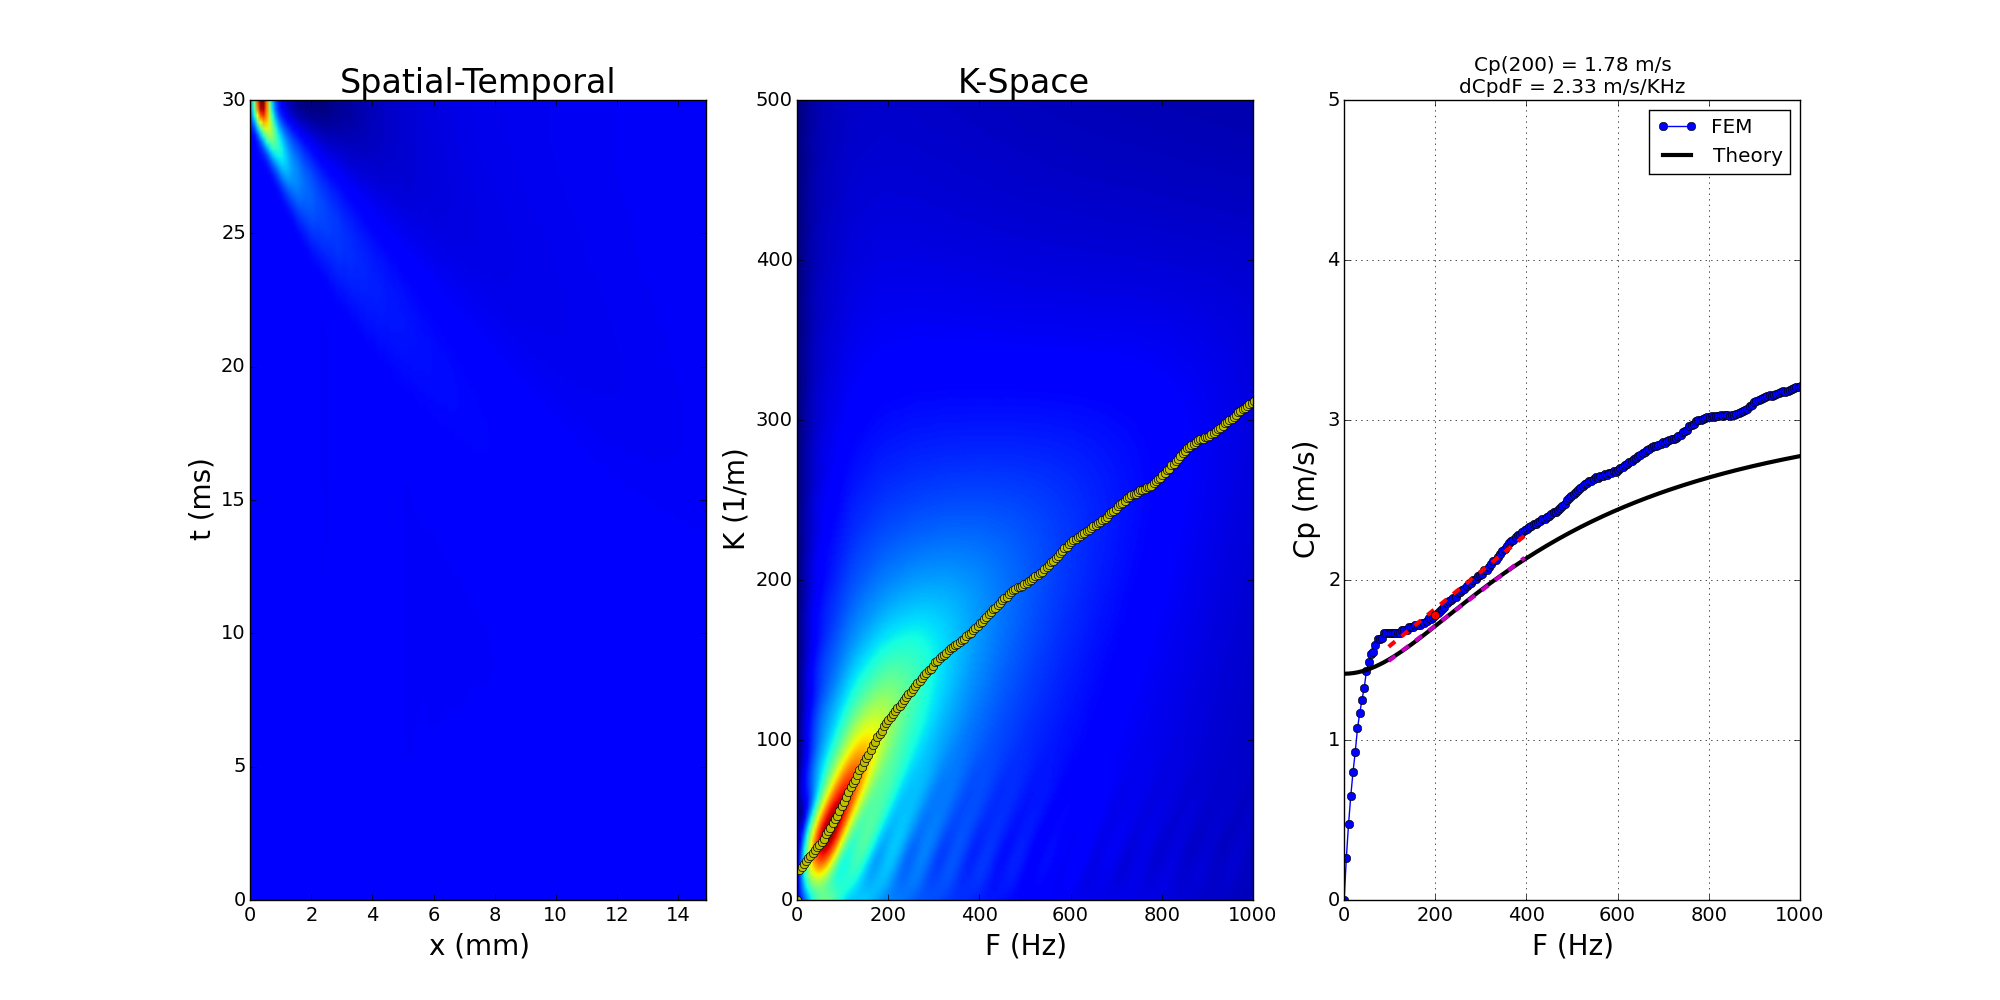 Spatial-Temporal
30
25
20
15
10
5
0
t (ms)
0 2 4 6 8 10 12 14
x (mm)
K-Space
500
400
300
200
100
0
K (1/m)
0 200 400 600 800 1000
F (Hz)
Cp(200) = 1.78 m/s
dCpdF = 2.33 m/s/KHz
5
4
3
2
1
0
Cp (m/s)
FEM
Theory
0 200 400 600 800 1000
F (Hz)